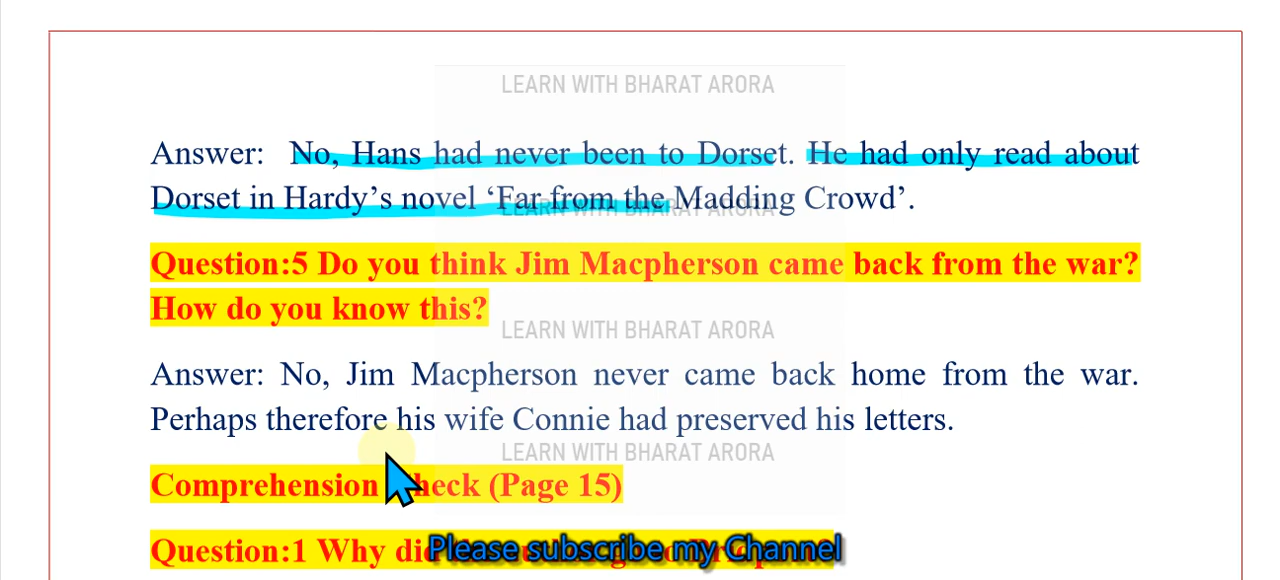 LEARN WITH BHARAT ARORA
Answer: No, Hans had never been to Dorset. He had only read about
Dorset in Hardy's novel ‘Far from the Madding Crowd’.
LEARN WITH BHARAT ARORA
Question:5 Do you think Jim Macpherson came back from the war?
How do you know this?
LEARN WITH BHARAT ARORA
Answer: No, Jim Macpherson never came back home from the war.
Perhaps therefore his wife Connie had preserved his letters.
LEARN WITH BHARAT ARORA
Comprehension Check (Page 15)
Question:1 Why
Please subscribe my Channel